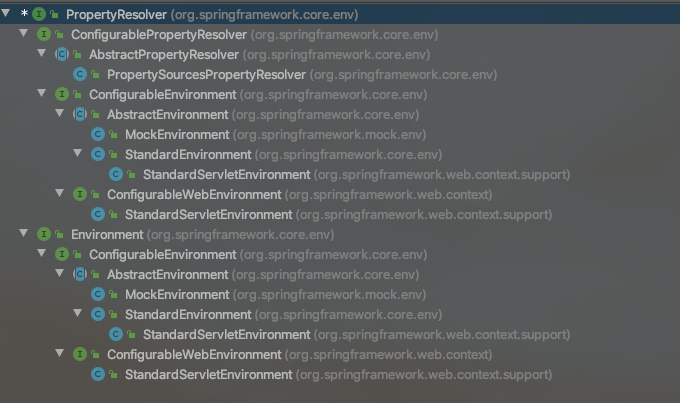 * I PropertyResolver (org.springframework.core.env)
I ConfigurablePropertyResolver (org.springframework.core.env)
C AbstractPropertyResolver (org.springframework.core.env)
C PropertySourcesPropertyResolver (org.springframework.core.env)
I ConfigurableEnvironment (org.springframework.core.env)
C AbstractEnvironment (org.springframework.core.env)
C MockEnvironment (org.springframework.mock.env)
C StandardEnvironment (org.springframework.core.env)
C StandardServletEnvironment (org.springframework.web.context.support)
I ConfigurableWebEnvironment (org.springframework.web.context)
C StandardServletEnvironment (org.springframework.web.context.support)
I Environment (org.springframework.core.env)
I ConfigurableEnvironment (org.springframework.core.env)
C AbstractEnvironment (org.springframework.core.env)
C MockEnvironment (org.springframework.mock.env)
C StandardEnvironment (org.springframework.core.env)
C StandardServletEnvironment (org.springframework.web.context.support)
I ConfigurableWebEnvironment (org.springframework.web.context)
C StandardServletEnvironment (org.springframework.web.context.support)